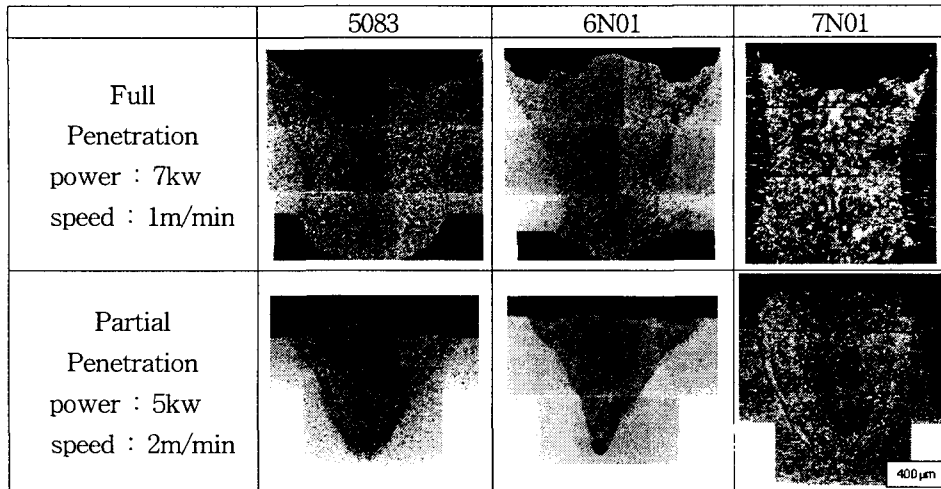 5083 6N01 7N01
Full
Penetration
power : 7kw
speed : 1m/min
Partial
Penetration
power : 5kw
speed : 2m/min
400μm